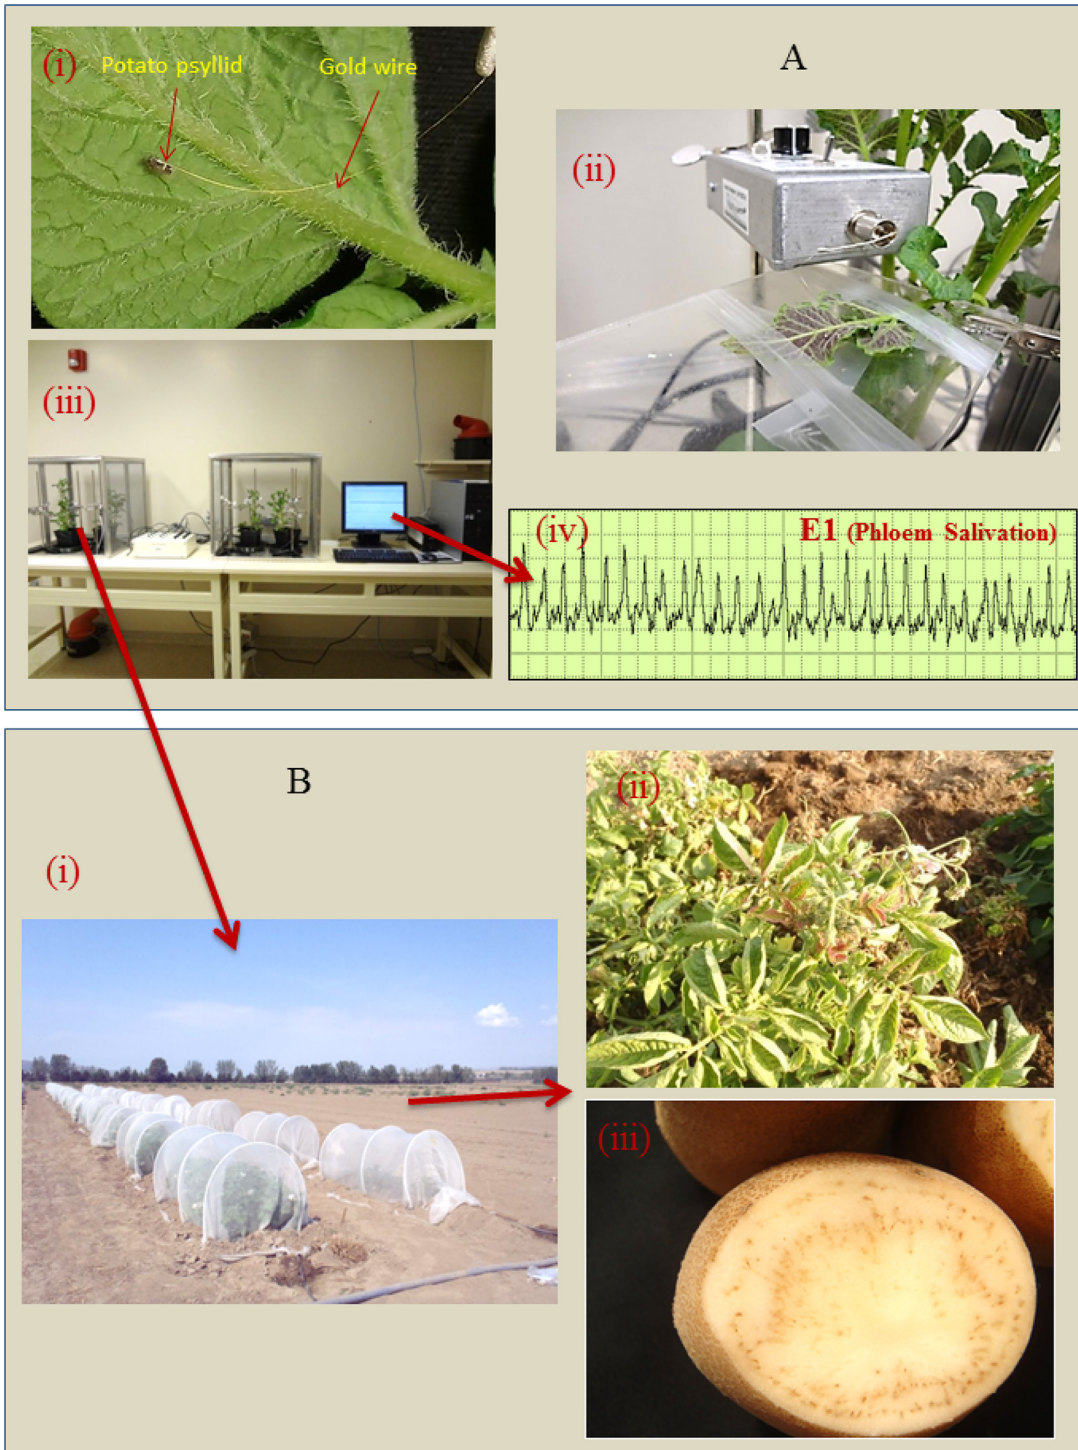 A
(i)
Potato psyllid
Gold wire
(ii)
(iii)
(iv)
E1 (Phloem Salivation)
B
(i)
(ii)
(iii)